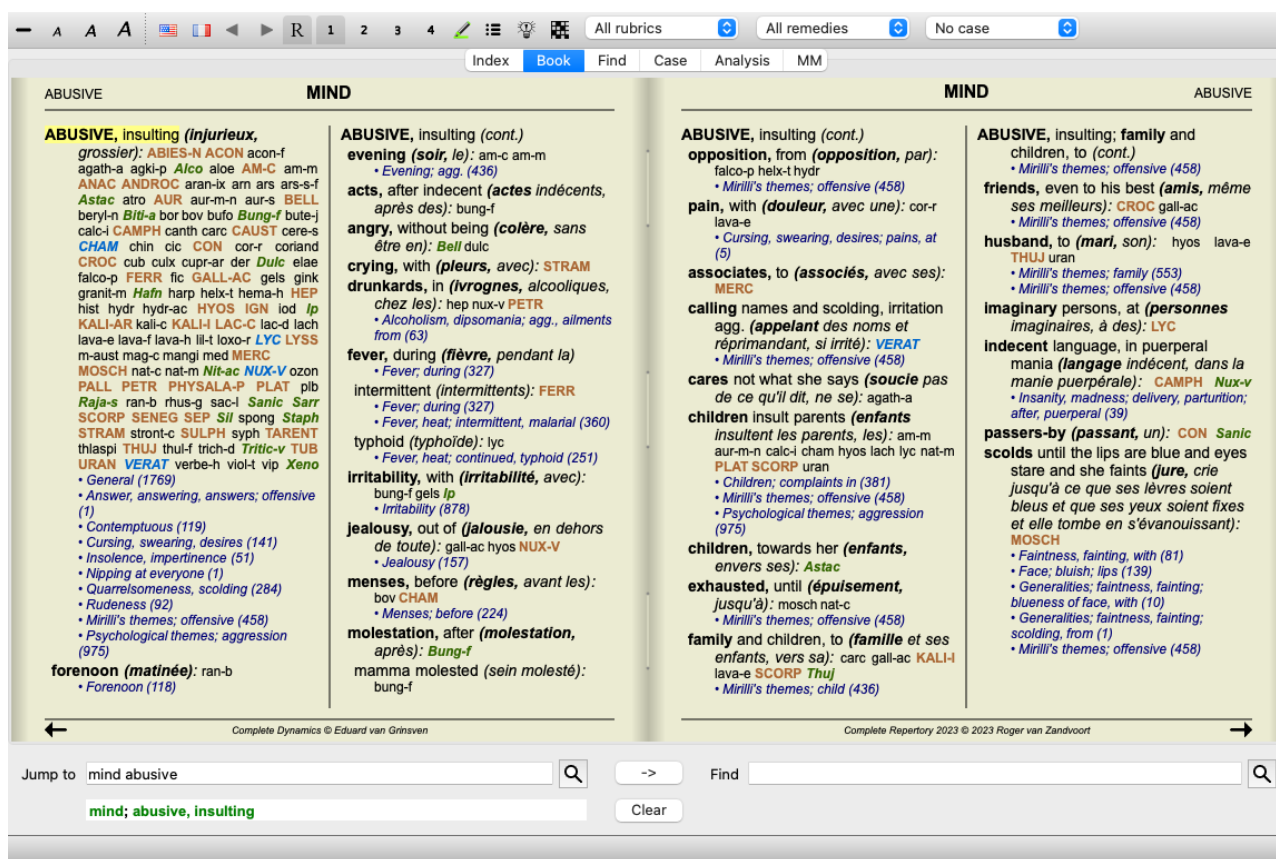 A A A R 1 2 3 4 All rubrics All remedies No case
Index Book Find Case Analysis MM
ABUSIVE MIND
ABUSIVE, insulting (injurieux,
grossier): ABIES-N ACON acon-f
agath-a agki-p Alco aloe AM-C am-m
ANAC ANDROC aran-ix arn ars ars-s-f
Astac atro AUR aur-m-n aur-s BELL
beryl-n Biti-a bor bov bufo Bung-f bute-j
calc-i CAMPH canth carc CAUST cere-s
CHAM chin cic CON cor-r coriand
CROC cub culx cupr-ar der Dulc elae
falco-p FERR fic GALL-AC gels gink
granit-m Hafn harp helx-t hema-h HEP
hist hydr hydr-ac HYOS IGN iod Ip
KALI-AR kali-c KALI-I LAC-C lac-d lach
lava-e lava-f lava-h lil-t loxo-r LYC LYSS
m-aust mag-c mangi med MERC
MOSCH nat-c nat-m Nit-ac NUX-V ozon
PALL PETR PHYSALA-P PLAT plb
Raja-s ran-b rhus-g sac-l Sanic Sarr
SCORP SENEG SEP Sil spong Staph
STRAM stront-c SULPH syph TARENT
thlaspi THUJ thul-f trich-d Tritic-v TUB
URAN VERAT verbe-h viol-t vip Xeno
• General (1769)
• Answer, answering, answers; offensive
(1)
• Contemptuous (119)
• Cursing, swearing, desires (141)
• Insolence, impertinence (51)
• Nipping at everyone (1)
• Quarrelsomeness, scolding (284)
• Rudeness (92)
• Mirilli's themes; offensive (458)
• Psychological themes; aggression
(975)
forenoon (matinée): ran-b
• Forenoon (118)
ABUSIVE, insulting (cont.)
evening (soir, le): am-c am-m
• Evening; agg. (436)
acts, after indecent (actes indécents,
après des): bung-f
angry, without being (colère, sans
être en): Bell dulc
crying, with (pleurs, avec): STRAM
drunkards, in (ivrognes, alcooliques,
chez les): hep nux-v PETR
• Alcoholism, dipsomania; agg., ailments
from (63)
fever, during (fièvre, pendant la)
• Fever; during (327)
intermittent (intermittents): FERR
• Fever; during (327)
• Fever, heat; intermittent, malarial (360)
typhoid (typhoïde): lyc
• Fever, heat; continued, typhoid (251)
irritability, with (irritabilité, avec):
bung-f gels Ip
• Irritability (878)
jealousy, out of (jalousie, en dehors
de toute): gall-ac hyos NUX-V
• Jealousy (157)
menses, before (règles, avant les):
bov CHAM
• Menses; before (224)
molestation, after (molestation,
après): Bung-f
mamma molested (sein molesté):
bung-f
Complete Dynamics © Eduard van Grinsven
MIND ABUSIVE
ABUSIVE, insulting (cont.)
opposition, from (opposition, par):
falco-p helx-t hydr
• Mirilli's themes; offensive (458)
pain, with (douleur, avec une): cor-r
lava-e
• Cursing, swearing, desires; pains, at
(5)
associates, to (associés, avec ses):
MERC
calling names and scolding, irritation
agg. (appelant des noms et
réprimandant, si irrité): VERAT
• Mirilli's themes; offensive (458)
cares not what she says (soucie pas
de ce qu'il dit, ne se): agath-a
children insult parents (enfants
insultent les parents, les): am-m
aur-m-n calc-i cham hyos lach lyc nat-m
PLAT SCORP uran
• Children; complaints in (381)
• Mirilli's themes; offensive (458)
• Psychological themes; aggression
(975)
children, towards her (enfants,
envers ses): Astac
exhausted, until (épuisement,
jusqu'à): mosch nat-c
• Mirilli's themes; offensive (458)
family and children, to (famille et ses
enfants, vers sa): carc gall-ac KALI-I
lava-e SCORP Thuj
• Mirilli's themes; child (436)
ABUSIVE, insulting; family and
children, to (cont.)
• Mirilli's themes; offensive (458)
friends, even to his best (amis, même
ses meilleurs): CROC gall-ac
• Mirilli's themes; offensive (458)
husband, to (mari, son): hyos lava-e
THUJ uran
• Mirilli's themes; family (553)
• Mirilli's themes; offensive (458)
imaginary persons, at (personnes
imaginaires, à des): LYC
indecent language, in puerperal
mania (langage indécent, dans la
manie puerpérale): CAMPH Nux-v
• Insanity, madness; delivery, parturition;
after, puerperal (39)
passers-by (passant, un): CON Sanic
scolds until the lips are blue and eyes
stare and she faints (jure, crie
jusqu'à ce que ses lèvres soient
bleus et que ses yeux soient fixes
et elle tombe en s'évanouissant):
MOSCH
• Faintness, fainting, with (81)
• Face; bluish; lips (139)
• Generalities; faintness, fainting;
blueness of face, with (10)
• Generalities; faintness, fainting;
scolding, from (1)
• Mirilli's themes; offensive (458)
Complete Repertory 2023 © 2023 Roger van Zandvoort
Jump to mind abusive -> Find
mind; abusive, insulting Clear